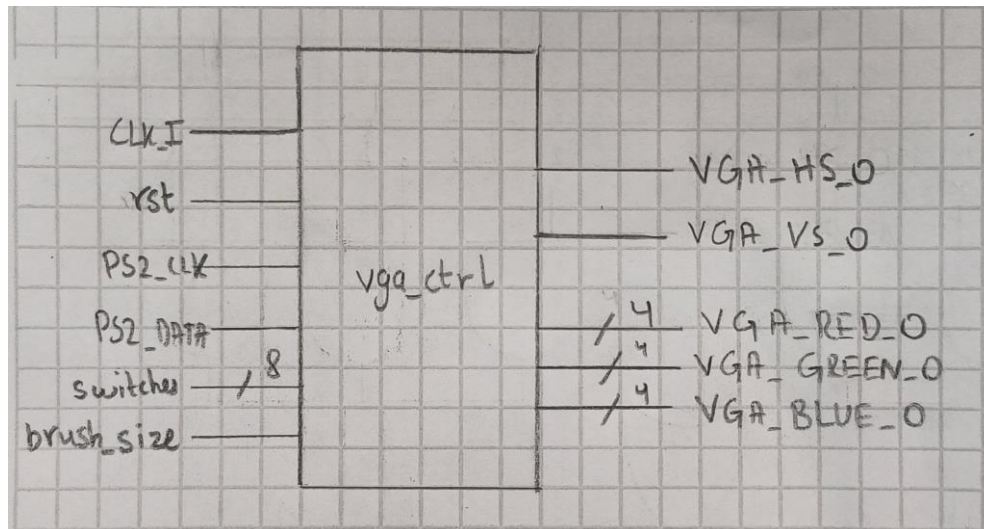 CLK_I
rst
PS2_CLK
PS2_DATA
switches 8
brush_size
vga_ctrl
VGA_HS_O
VGA_VS_O
4 VGA_RED_O
4 VGA_GREEN_O
4 VGA_BLUE_O